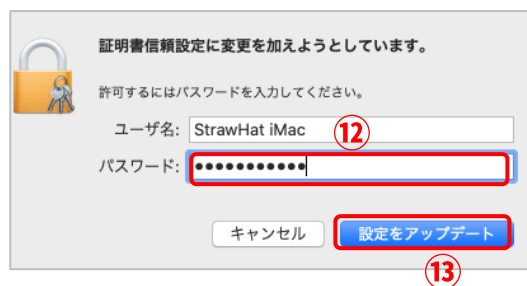 証明書信頼設定に変更を加えようとしています。
許可するにはパスワードを入力してください。
ユーザ名: StrawHat iMac
⑫
パスワード: •••••••••••
キャンセル 設定をアップデート
⑬